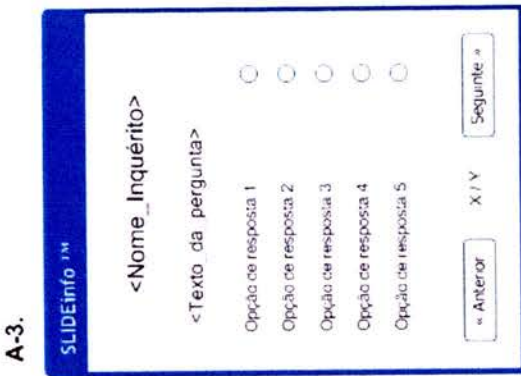 A-3.
SLIDEinfo ™
<Nome_Inquérito>
<Texto_da_pergunta>
Opção de resposta 1
Opção de resposta 2
Opção de resposta 3
Opção de resposta 4
Opção de resposta 5
« Anterior X / Y Seguinte »